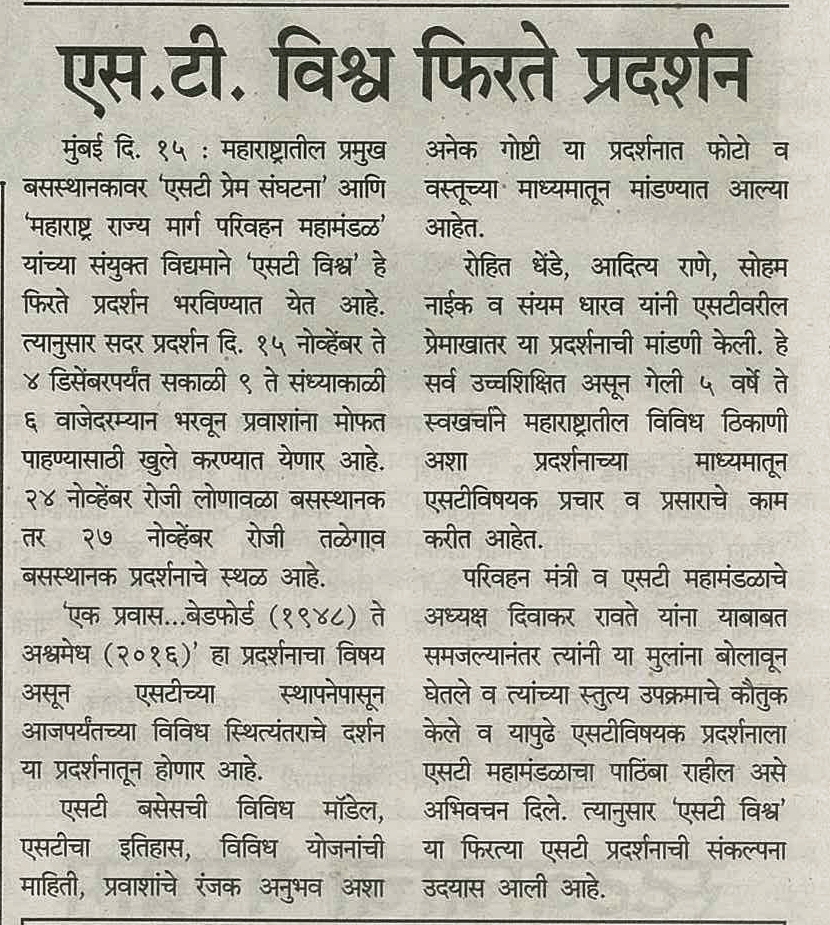 एस.टी. विश्व फिरते प्रदर्शन
मुंबई दि. १५ : महाराष्ट्रातील प्रमुख
बसस्थानकावर ‘एसटी प्रेम संघटना’ आणि
‘महाराष्ट्र राज्य मार्ग परिवहन महामंडळ’
यांच्या संयुक्त विद्यमाने ‘एसटी विश्व’ हे
फिरते प्रदर्शन भरविण्यात येत आहे.
त्यानुसार सदर प्रदर्शन दि. १५ नोव्हेंबर ते
४ डिसेंबरपर्यंत सकाळी ९ ते संध्याकाळी
६ वाजेदरम्यान भरवून प्रवाशांना मोफत
पाहण्यासाठी खुले करण्यात येणार आहे.
२४ नोव्हेंबर रोजी लोणावळा बसस्थानक
तर २७ नोव्हेंबर रोजी तळेगाव
बसस्थानक प्रदर्शनाचे स्थळ आहे.
‘एक प्रवास...बेडफोर्ड (१९४८) ते
अश्वमेध (२०१६)’ हा प्रदर्शनाचा विषय
असून एसटीच्या स्थापनेपासून
आजपर्यंतच्या विविध स्थित्यंतराचे दर्शन
या प्रदर्शनातून होणार आहे.
एसटी बसेसची विविध मॉडेल,
एसटीचा इतिहास, विविध योजनांची
माहिती, प्रवाशांचे रंजक अनुभव अशा
अनेक गोष्टी या प्रदर्शनात फोटो व
वस्तूच्या माध्यमातून मांडण्यात आल्या
आहेत.
रोहित धेंडे, आदित्य राणे, सोहम
नाईक व संयम धारव यांनी एसटीवरील
प्रेमाखातर या प्रदर्शनाची मांडणी केली. हे
सर्व उच्चशिक्षित असून गेली ५ वर्षे ते
स्वखर्चाने महाराष्ट्रातील विविध ठिकाणी
अशा प्रदर्शनाच्या माध्यमातून
एसटीविषयक प्रचार व प्रसाराचे काम
करीत आहेत.
परिवहन मंत्री व एसटी महामंडळाचे
अध्यक्ष दिवाकर रावते यांना याबाबत
समजल्यानंतर त्यांनी या मुलांना बोलावून
घेतले व त्यांच्या स्तुत्य उपक्रमाचे कौतुक
केले व यापुढे एसटीविषयक प्रदर्शनाला
एसटी महामंडळाचा पाठिंबा राहील असे
अभिवचन दिले. त्यानुसार ‘एसटी विश्व’
या फिरत्या एसटी प्रदर्शनाची संकल्पना
उदयास आली आहे.